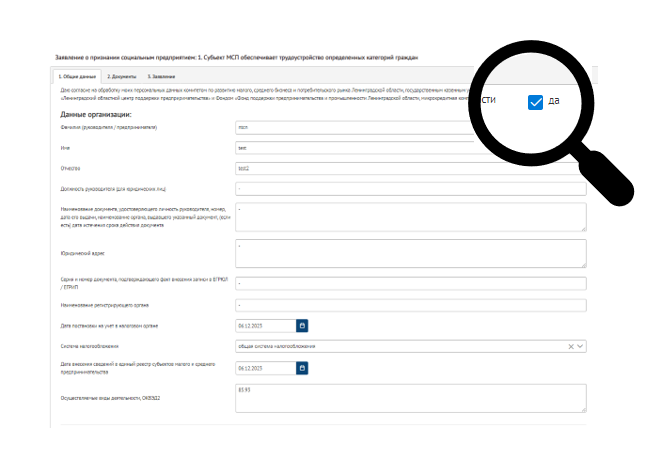 Заявление о признании социальным предприятием: 1. Субъект МСП обеспечивает трудоустройство определенных категорий граждан
1. Общие данные 2. Документы 3. Заявление
Даю согласие на обработку моих персональных данных комитетом по развитию малого, среднего бизнеса и потребительского рынка Ленинградской области, государственным казенным
«Ленинградский областной центр поддержки предпринимательства» и Фондом «Фонд поддержки предпринимательства и промышленности Ленинградской области, микрокредитная
сти да
Данные организации:
Фамилия (руководителя / предпринимателя)
Имя тест
Отчество test2
Должность руководителя (для юридических лиц) -
Наименование документа, удостоверяющего личность руководителя, номер, -
дата его выдачи, наименование органа, выдавшего указанный документ, (если
есть) дата истечения срока действия документа
Юридический адрес -
Серия и номер документа, подтверждающего факт внесения записи в ЕГРЮЛ -
/ ЕГРИП
Наименование регистрирующего органа -
Дата постановки на учет в налоговом органе 06.12.2023
Система налогообложения общая система налогообложения
Дата внесения сведений в единый реестр субъектов малого и среднего 06.12.2023
предпринимательства
Осуществляемые виды деятельности, ОКВЭД2